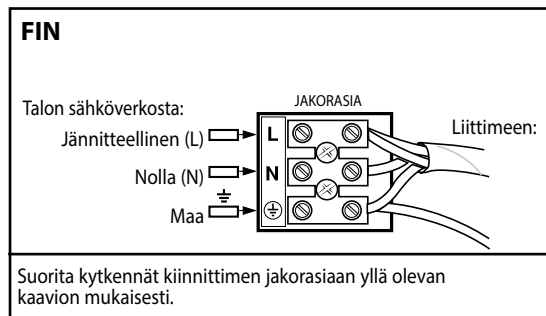 FIN
JAKORASIA
Talon sähköverkosta:
Jännitteellinen (L)
L
Liittimeen:
Nolla (N)
N
Maa
Suorita kytkennät kiinnittimen jakorasiaan yllä olevan
kaavion mukaisesti.